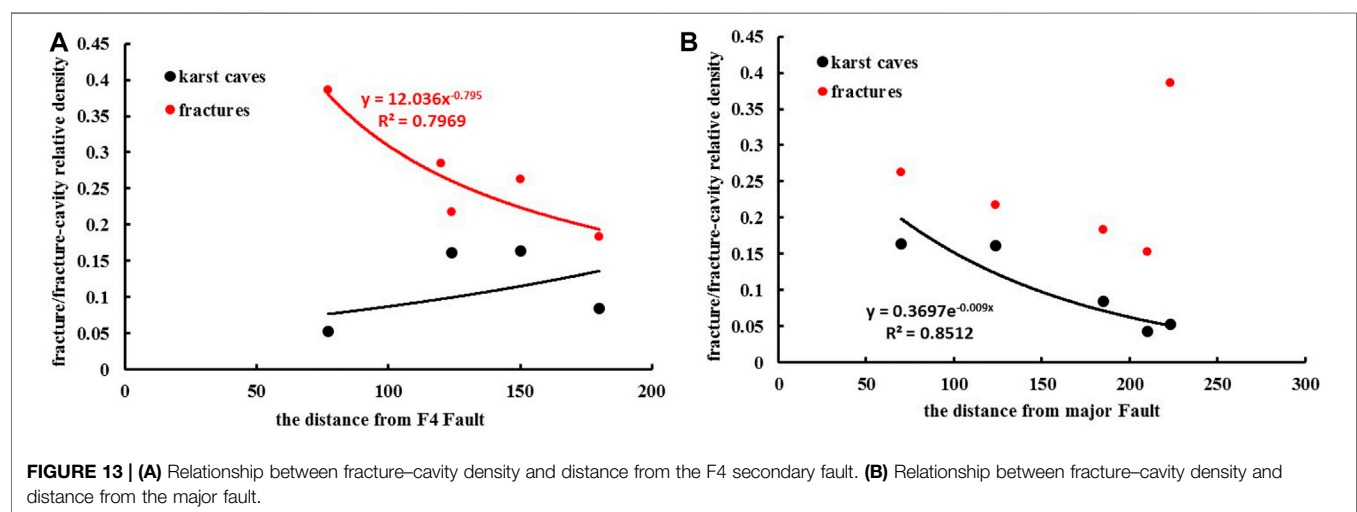 A
fracture/fracture-cavity relative density
0.45
0.4
0.35
0.3
0.25
0.2
0.15
0.1
0.05
0
karst caves
fractures
y = 12.036x^-0.795
R² = 0.7969
0 50 100 150 200
the distance from F4 Fault
B
fracture/fracture-cavity relative density
0.45
0.4
0.35
0.3
0.25
0.2
0.15
0.1
0.05
0
karst caves
fractures
y = 0.3697e^-0.009x
R² = 0.8512
0 50 100 150 200 250 300
the distance from major Fault
FIGURE 13 | (A) Relationship between fracture–cavity density and distance from the F4 secondary fault. (B) Relationship between fracture–cavity density and
distance from the major fault.